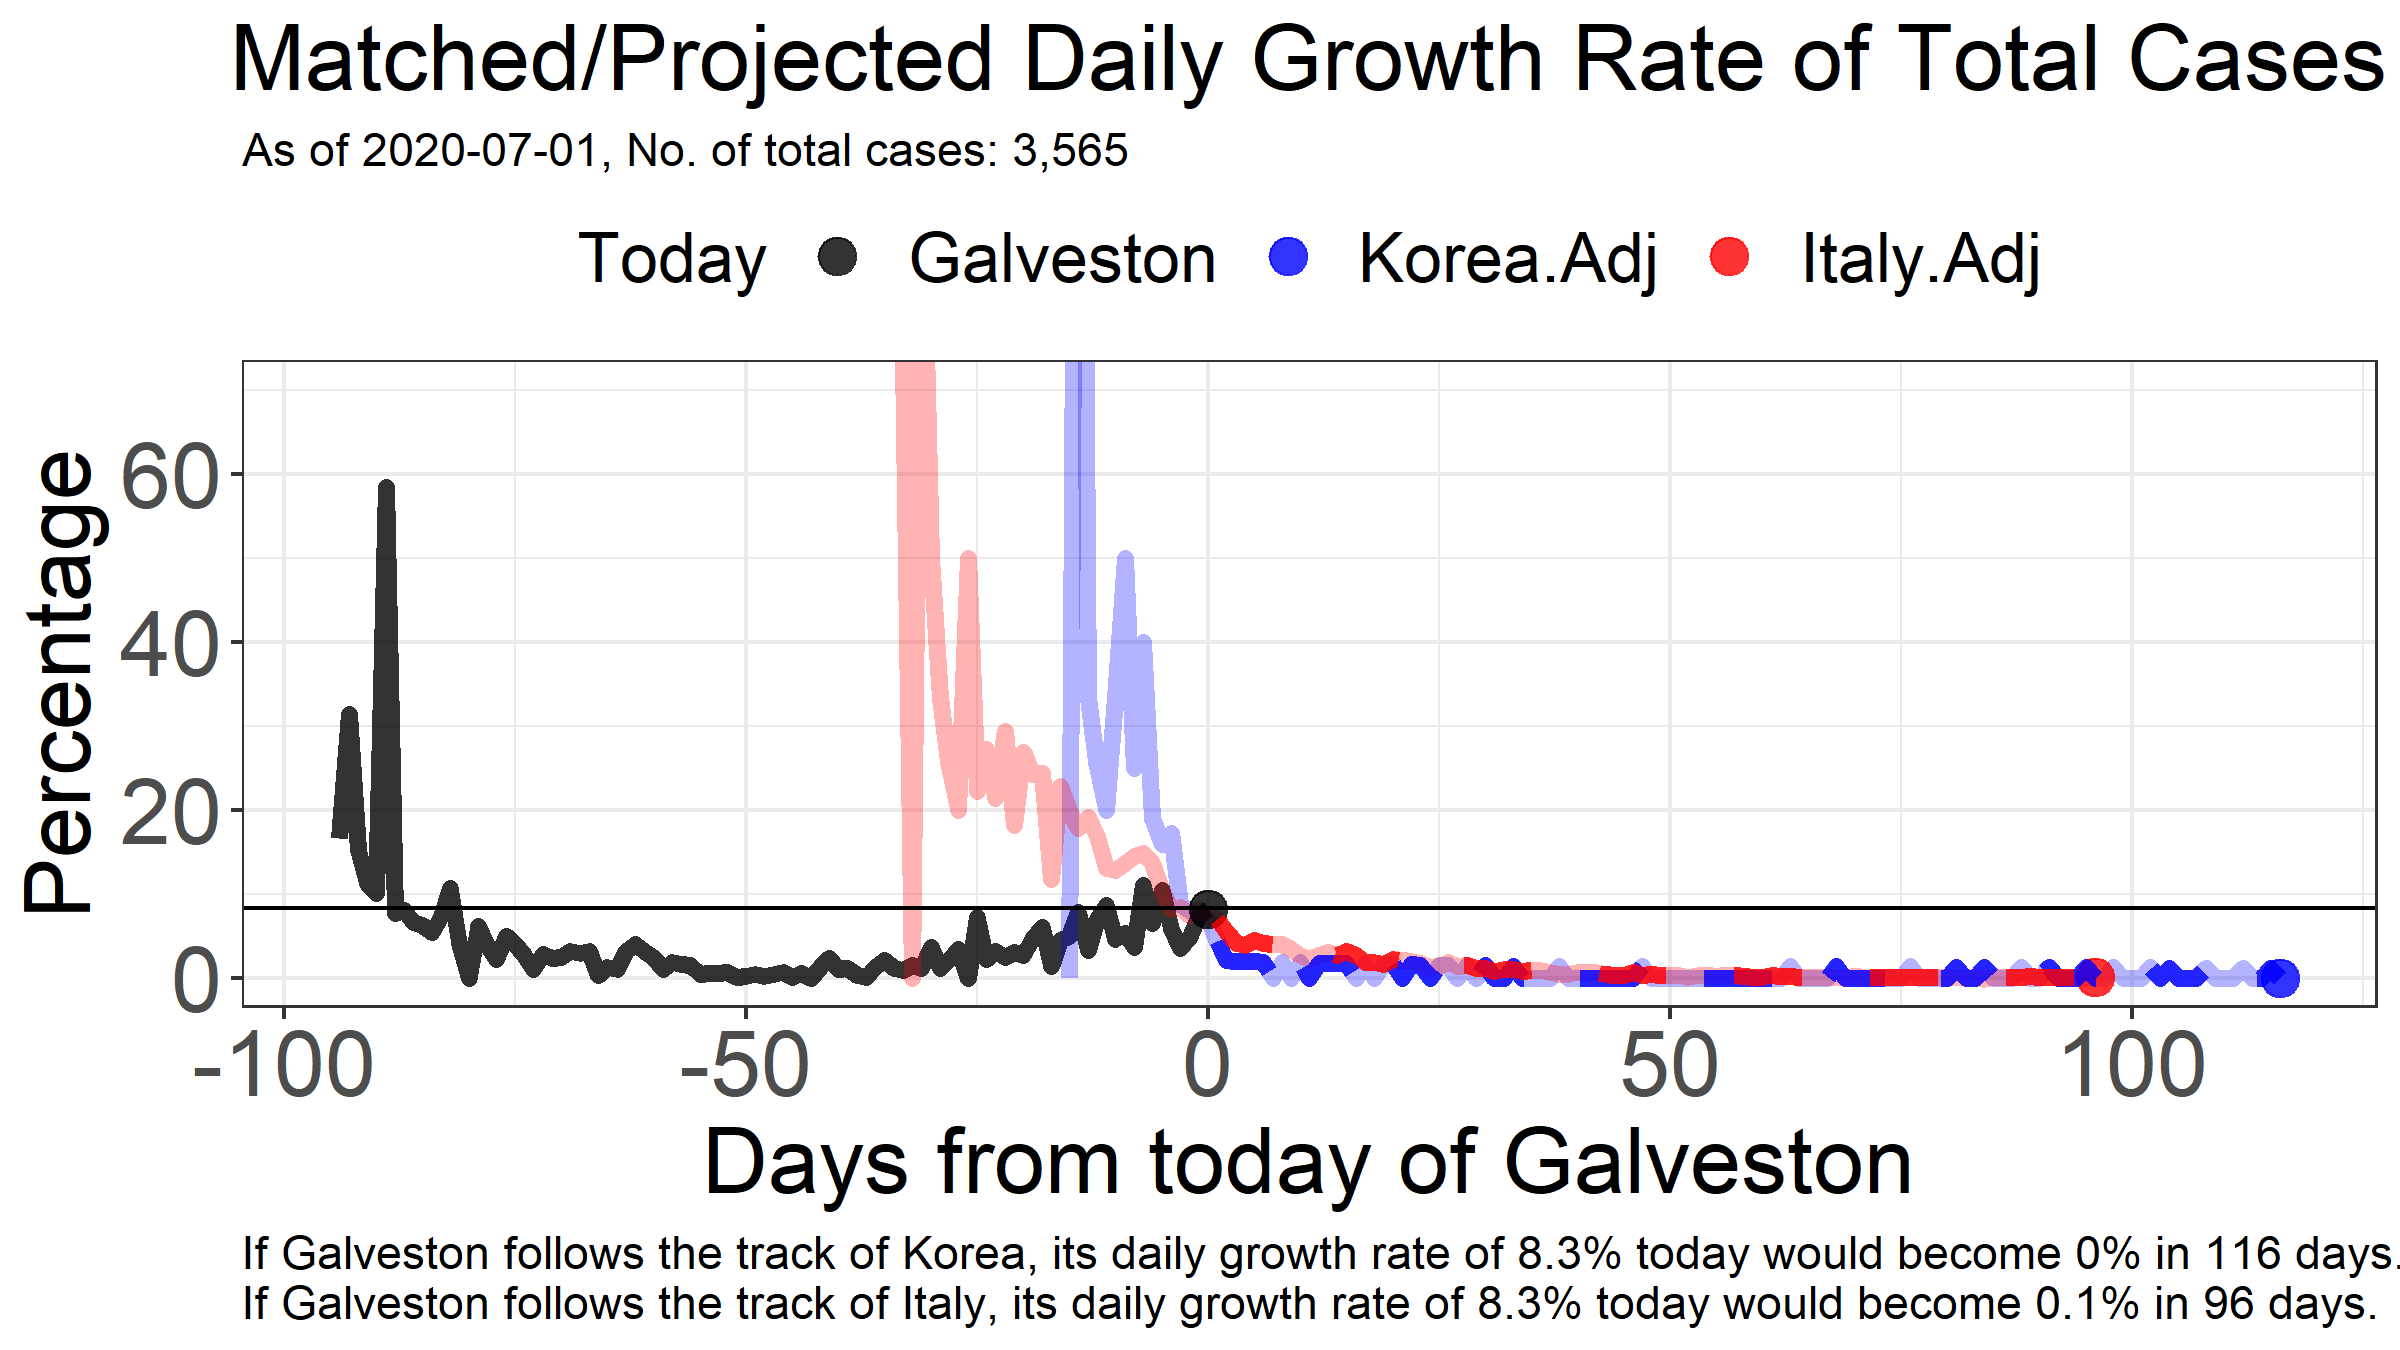 Matched/Projected Daily Growth Rate of Total Cases
As of 2020-07-01, No. of total cases: 3,565
Today Galveston Korea.Adj Italy.Adj
Percentage
60
40
20
0
-100 -50 0 50 100
Days from today of Galveston
If Galveston follows the track of Korea, its daily growth rate of 8.3% today would become 0% in 116 days.
If Galveston follows the track of Italy, its daily growth rate of 8.3% today would become 0.1% in 96 days.